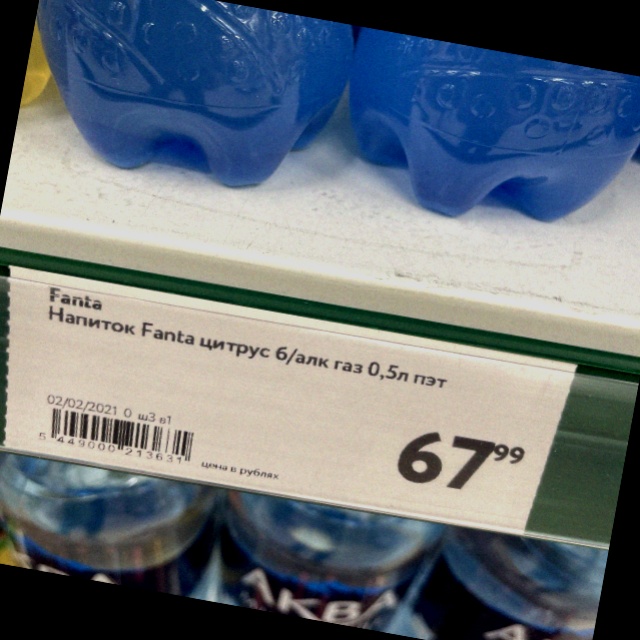 Fanta
Напиток Fanta цитрус б/алк газ 0,5л пэт
02/02/2021 0 ш3 в1
5 449000 213631
цена в рублях
67 99
АКВА